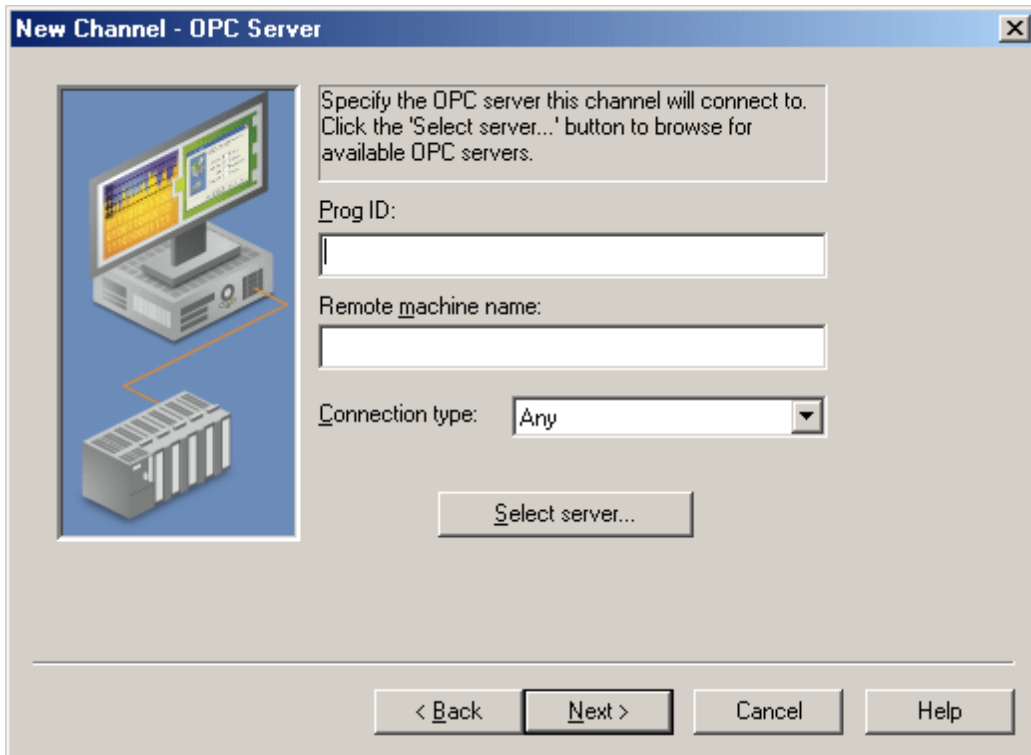 New Channel - OPC Server
Specify the OPC server this channel will connect to.
Click the 'Select server...' button to browse for
available OPC servers.
Prog ID:
Remote machine name:
Connection type: Any
Select server...
< Back Next > Cancel Help